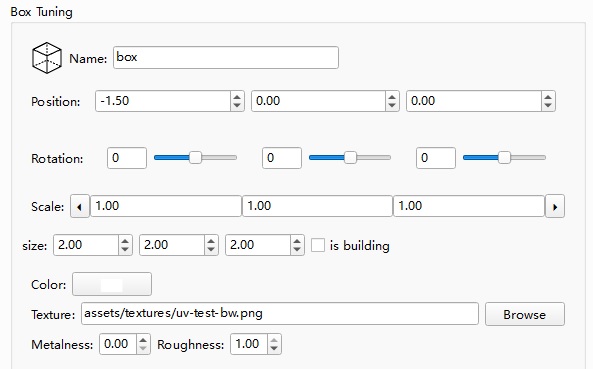 Box Tuning
Name: box
Position: -1.50 0.00 0.00
Rotation: 0 0 0
Scale: 1.00 1.00 1.00
size: 2.00 2.00 2.00 is building
Color:
Texture: assets/textures/uv-test-bw.png Browse
Metalness: 0.00 Roughness: 1.00